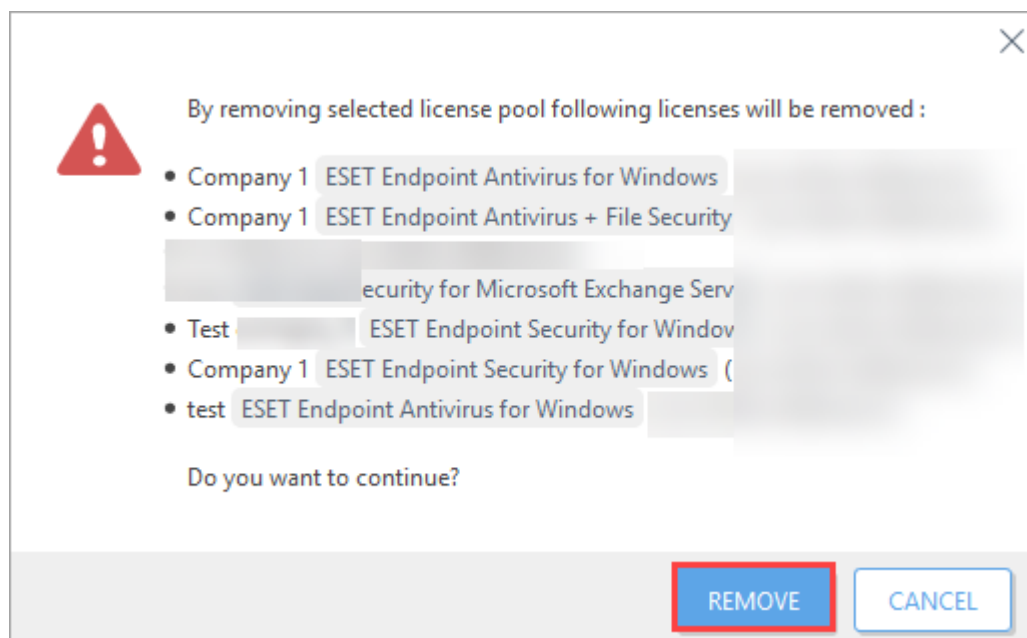 By removing selected license pool following licenses will be removed :
• Company 1 ESET Endpoint Antivirus for Windows
• Company 1 ESET Endpoint Antivirus + File Security
ecurity for Microsoft Exchange Serv
• Test ESET Endpoint Security for Window
• Company 1 ESET Endpoint Security for Windows (
• test ESET Endpoint Antivirus for Windows
Do you want to continue?
REMOVE CANCEL